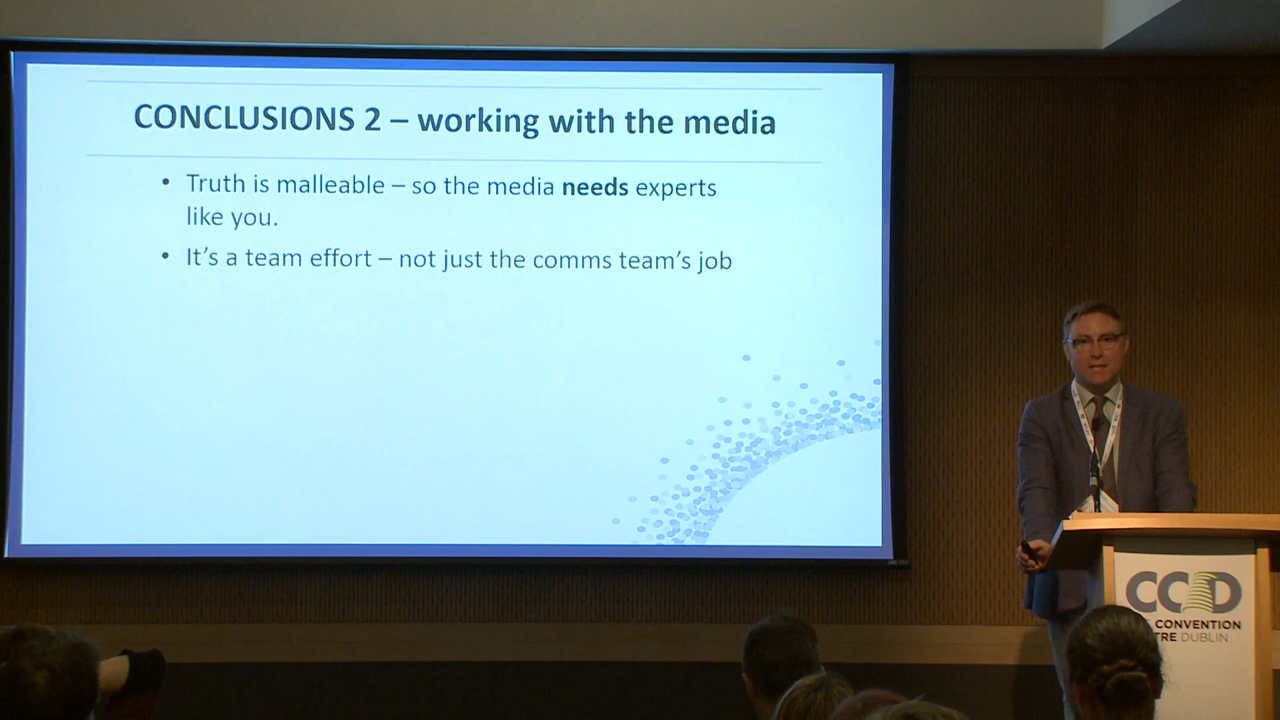 CONCLUSIONS 2 – working with the media
• Truth is malleable – so the media needs experts
like you.
• It’s a team effort – not just the comms team’s job
CCD
CONVENTION
TRE DUBLIN